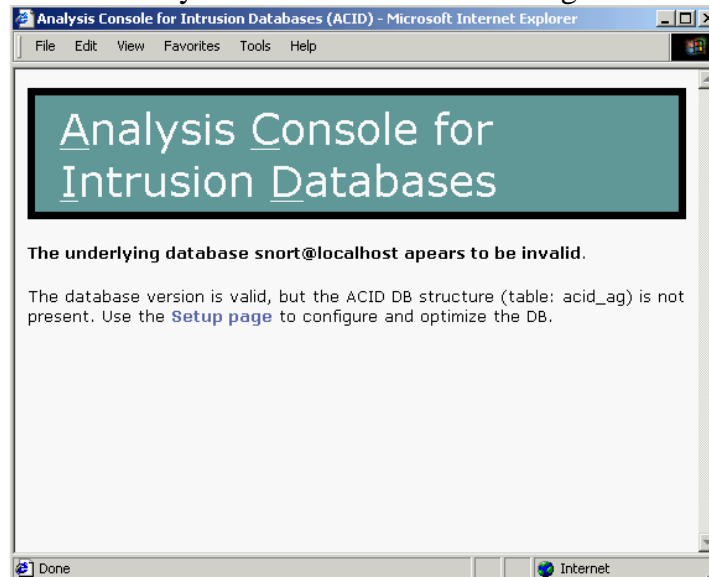 Analysis Console for Intrusion Databases (ACID) - Microsoft Internet Explorer
File Edit View Favorites Tools Help
Analysis Console for
Intrusion Databases
The underlying database snort@localhost apears to be invalid.
The database version is valid, but the ACID DB structure (table: acid_ag) is not
present. Use the Setup page to configure and optimize the DB.
Done Internet